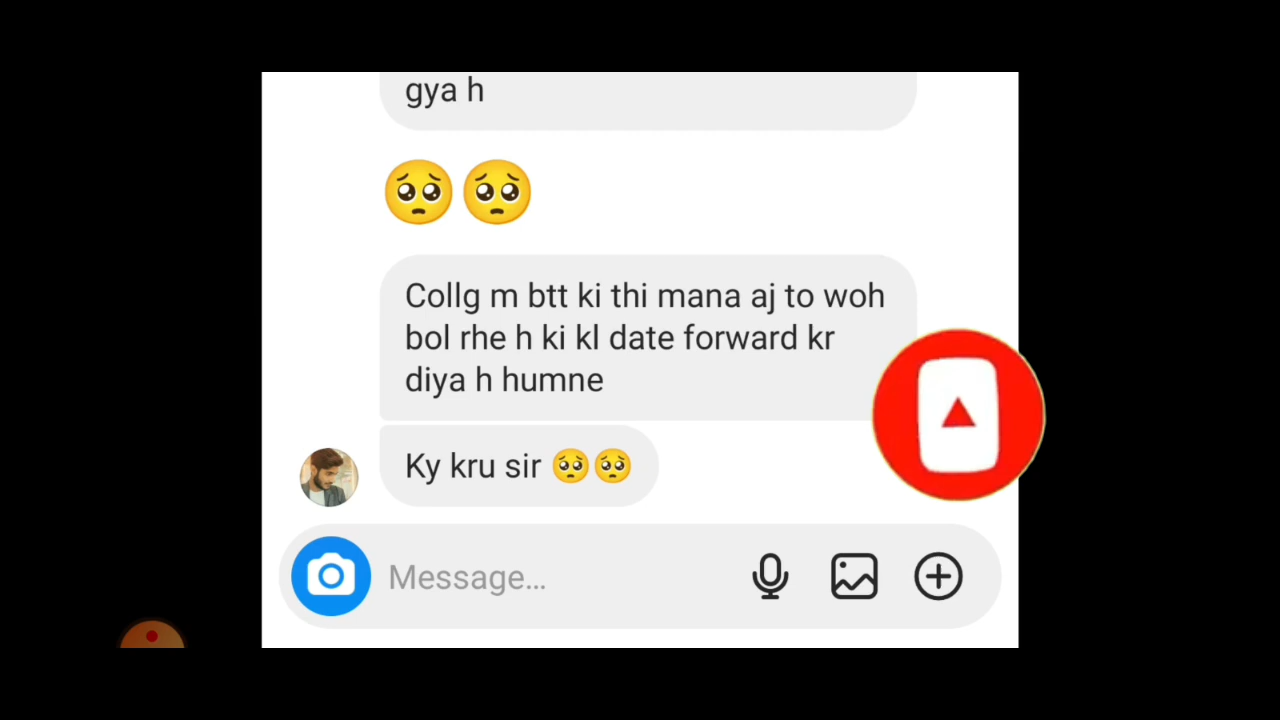 gya h
🥺🥺
Collg m btt ki thi mana aj to woh
bol rhe h ki kl date forward kr
diya h humne
Ky kru sir 🥺🥺
Message...